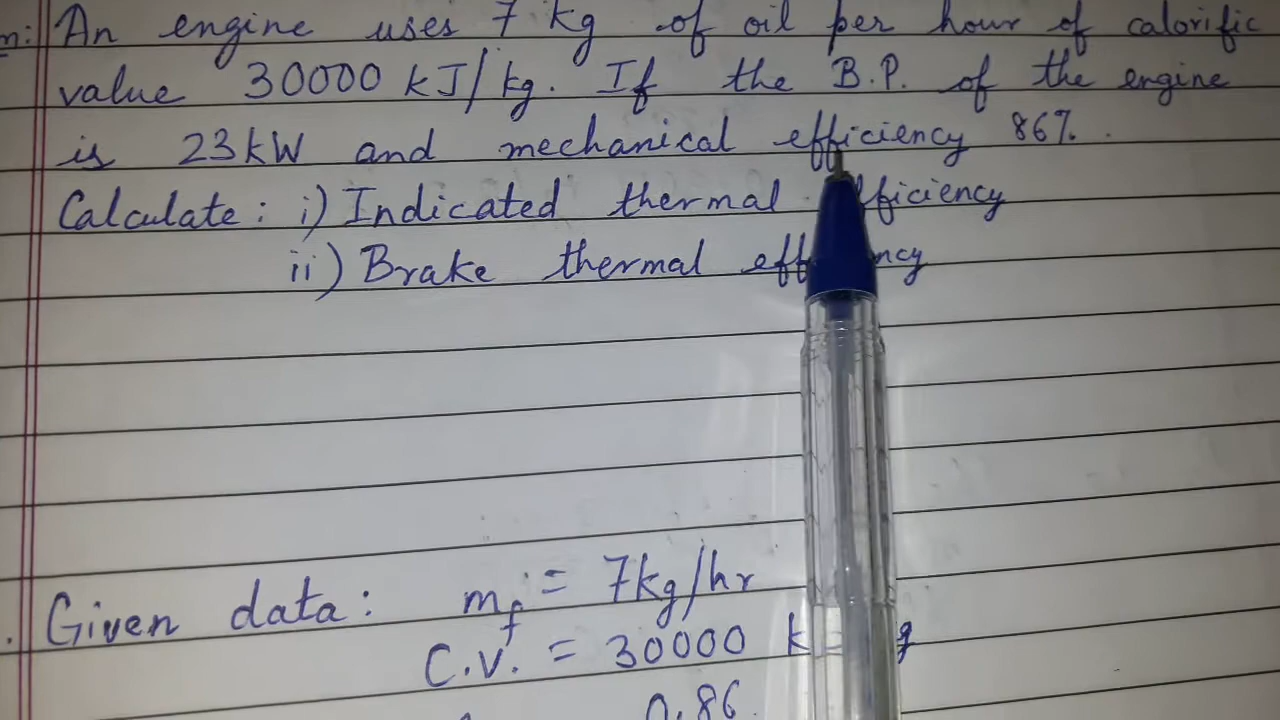 n: An engine uses 7 kg of oil per hour of calorific
value 30000 kJ/kg. If the B.P. of the engine
is 23kW and mechanical efficiency 86%.
Calculate: i) Indicated thermal efficiency
ii) Brake thermal efficiency
Given data: mf = 7kg/hr
C.V. = 30000
0.86